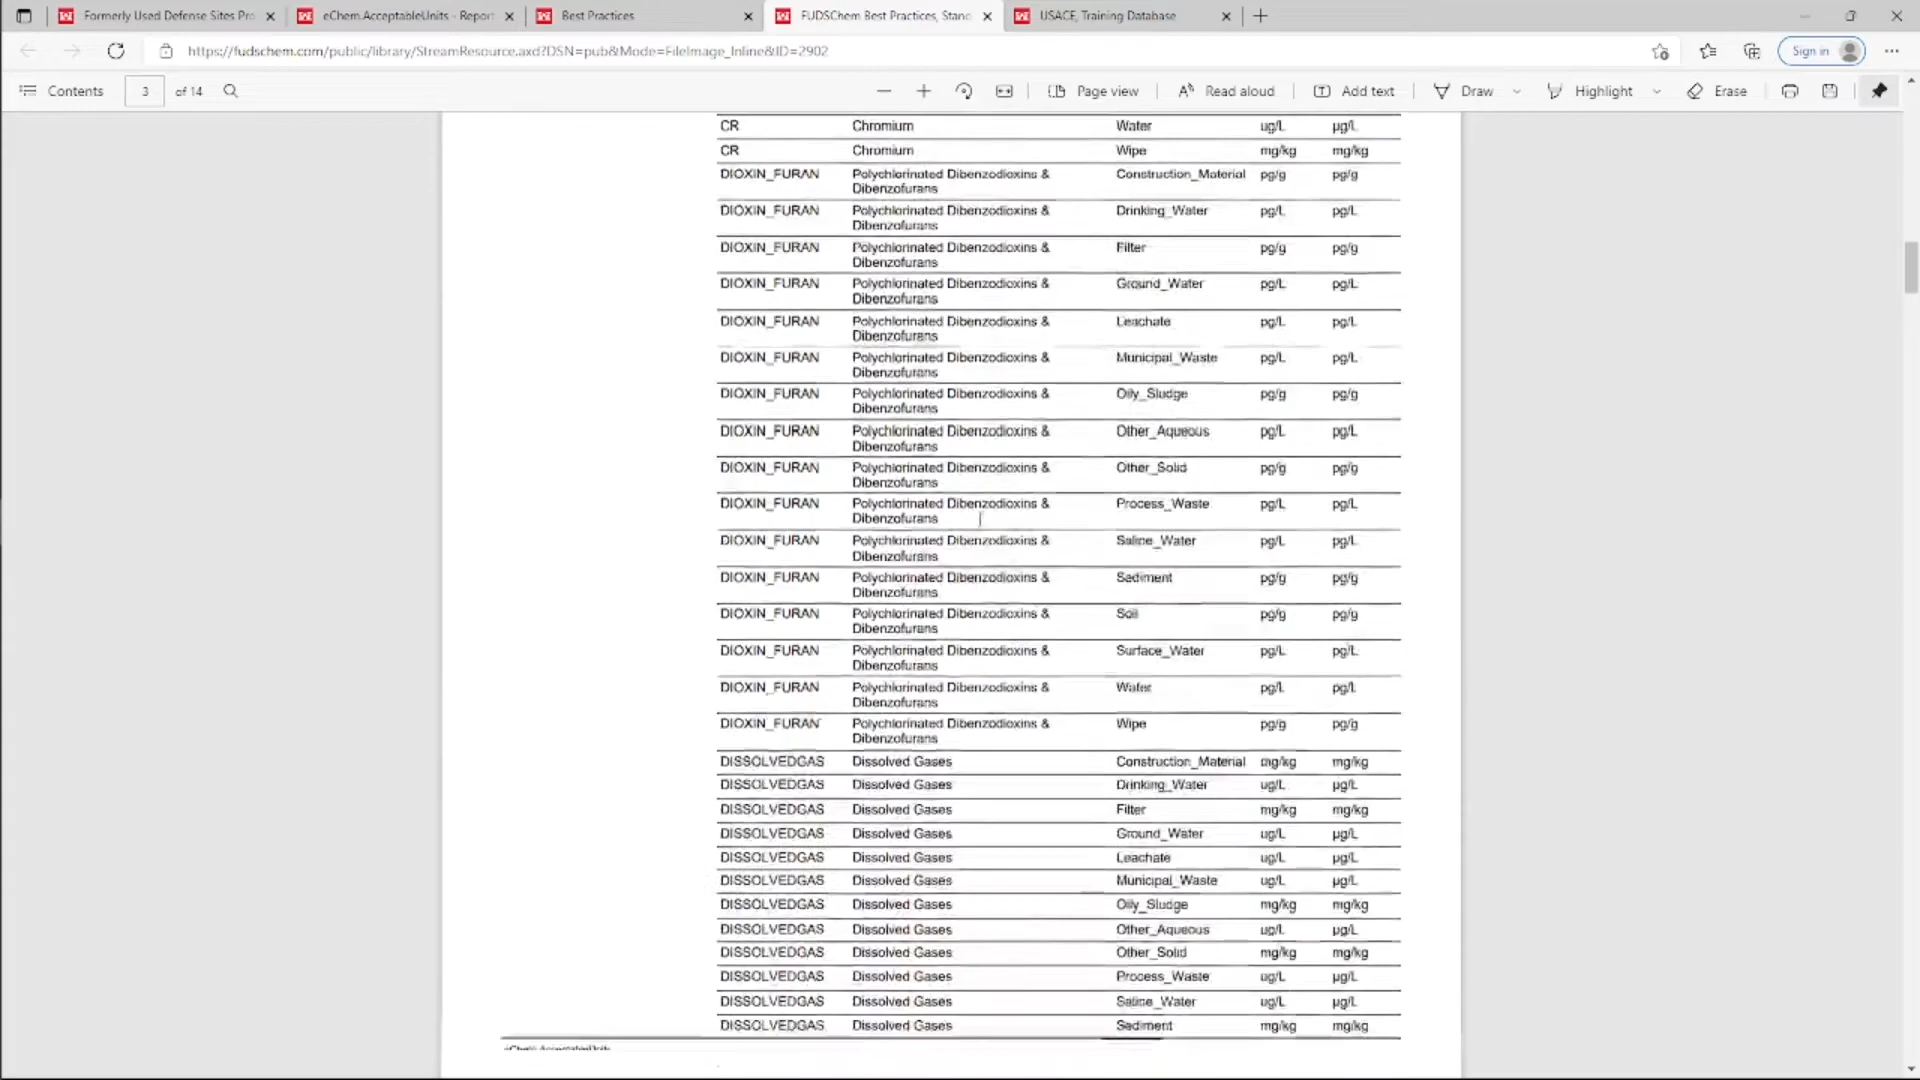 Formerly Used Defense Sites Pro
eChem.AcceptableUnits - Report
Best Practices
FUDSChem Best Practices, Stand
USACE, Training Database
https://fudschem.com/public/library/StreamResource.axd?DSN=pub&Mode=FileImage_Inline&ID=2902
Sign in
Contents 3 of 14 Page view Read aloud Add text Draw Highlight Erase
CR Chromium Water ug/L µg/L
CR Chromium Wipe mg/kg mg/kg
DIOXIN_FURAN Polychlorinated Dibenzodioxins & Construction_Material pg/g pg/g
Dibenzofurans
DIOXIN_FURAN Polychlorinated Dibenzodioxins & Drinking_Water pg/L pg/L
Dibenzofurans
DIOXIN_FURAN Polychlorinated Dibenzodioxins & Filter pg/g pg/g
Dibenzofurans
DIOXIN_FURAN Polychlorinated Dibenzodioxins & Ground_Water pg/L pg/L
Dibenzofurans
DIOXIN_FURAN Polychlorinated Dibenzodioxins & Leachate pg/L pg/L
Dibenzofurans
DIOXIN_FURAN Polychlorinated Dibenzodioxins & Municipal_Waste pg/L pg/L
Dibenzofurans
DIOXIN_FURAN Polychlorinated Dibenzodioxins & Oily_Sludge pg/g pg/g
Dibenzofurans
DIOXIN_FURAN Polychlorinated Dibenzodioxins & Other_Aqueous pg/L pg/L
Dibenzofurans
DIOXIN_FURAN Polychlorinated Dibenzodioxins & Other_Solid pg/g pg/g
Dibenzofurans
DIOXIN_FURAN Polychlorinated Dibenzodioxins & Process_Waste pg/L pg/L
Dibenzofurans
DIOXIN_FURAN Polychlorinated Dibenzodioxins & Saline_Water pg/L pg/L
Dibenzofurans
DIOXIN_FURAN Polychlorinated Dibenzodioxins & Sediment pg/g pg/g
Dibenzofurans
DIOXIN_FURAN Polychlorinated Dibenzodioxins & Soil pg/g pg/g
Dibenzofurans
DIOXIN_FURAN Polychlorinated Dibenzodioxins & Surface_Water pg/L pg/L
Dibenzofurans
DIOXIN_FURAN Polychlorinated Dibenzodioxins & Water pg/L pg/L
Dibenzofurans
DIOXIN_FURAN Polychlorinated Dibenzodioxins & Wipe pg/g pg/g
Dibenzofurans
DISSOLVEDGAS Dissolved Gases Construction_Material mg/kg mg/kg
DISSOLVEDGAS Dissolved Gases Drinking_Water ug/L µg/L
DISSOLVEDGAS Dissolved Gases Filter mg/kg mg/kg
DISSOLVEDGAS Dissolved Gases Ground_Water ug/L µg/L
DISSOLVEDGAS Dissolved Gases Leachate ug/L µg/L
DISSOLVEDGAS Dissolved Gases Municipal_Waste ug/L µg/L
DISSOLVEDGAS Dissolved Gases Oily_Sludge mg/kg mg/kg
DISSOLVEDGAS Dissolved Gases Other_Aqueous ug/L µg/L
DISSOLVEDGAS Dissolved Gases Other_Solid mg/kg mg/kg
DISSOLVEDGAS Dissolved Gases Process_Waste ug/L µg/L
DISSOLVEDGAS Dissolved Gases Saline_Water ug/L µg/L
DISSOLVEDGAS Dissolved Gases Sediment mg/kg mg/kg